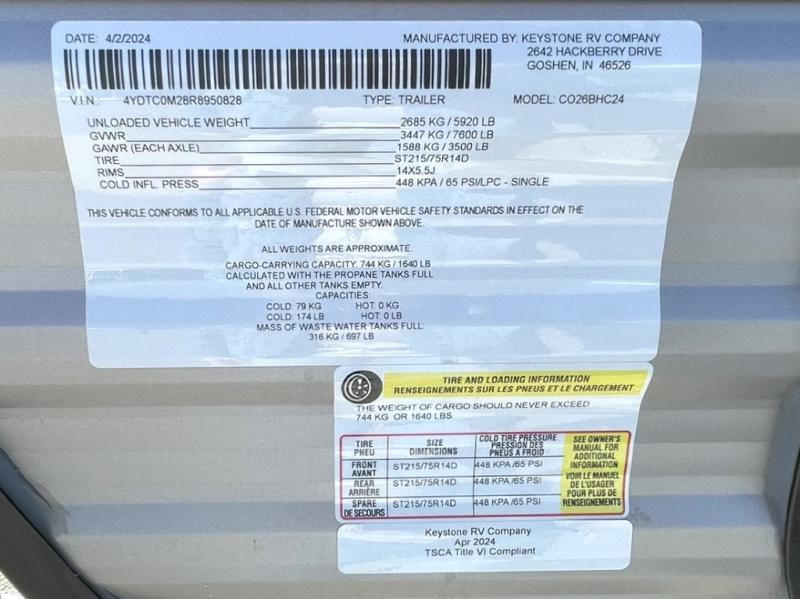 DATE: 4/2/2024 MANUFACTURED BY: KEYSTONE RV COMPANY
2642 HACKBERRY DRIVE
GOSHEN, IN 46526
V.I.N.: 4YDTC0M28R8950828 TYPE: TRAILER MODEL: CO26BHC24
UNLOADED VEHICLE WEIGHT 2685 KG / 5920 LB
GVWR 3447 KG / 7600 LB
GAWR (EACH AXLE) 1588 KG / 3500 LB
TIRE ST215/75R14D
RIMS 14X5.5J
COLD INFL. PRESS 448 KPA / 65 PSI/LPC - SINGLE
THIS VEHICLE CONFORMS TO ALL APPLICABLE U.S. FEDERAL MOTOR VEHICLE SAFETY STANDARDS IN EFFECT ON THE
DATE OF MANUFACTURE SHOWN ABOVE.
ALL WEIGHTS ARE APPROXIMATE.
CARGO-CARRYING CAPACITY: 744 KG / 1640 LB
CALCULATED WITH THE PROPANE TANKS FULL
AND ALL OTHER TANKS EMPTY.
CAPACITIES:
COLD: 79 KG HOT: 0 KG
COLD: 174 LB HOT: 0 LB
MASS OF WASTE WATER TANKS FULL:
316 KG / 697 LB
TIRE AND LOADING INFORMATION
RENSEIGNEMENTS SUR LES PNEUS ET LE CHARGEMENT
THE WEIGHT OF CARGO SHOULD NEVER EXCEED
744 KG OR 1640 LBS
TIRE
PNEU
SIZE
DIMENSIONS
COLD TIRE PRESSURE
PRESSION DES
PNEUS A FROID
FRONT
AVANT
ST215/75R14D
448 KPA /65 PSI
REAR
ARRIÈRE
ST215/75R14D
448 KPA /65 PSI
SPARE
DE SECOURS
ST215/75R14D
448 KPA /65 PSI
SEE OWNER'S
MANUAL FOR
ADDITIONAL
INFORMATION
VOIR LE MANUEL
DE L'USAGER
POUR PLUS DE
RENSEIGNEMENTS
Keystone RV Company
Apr 2024
TSCA Title VI Compliant